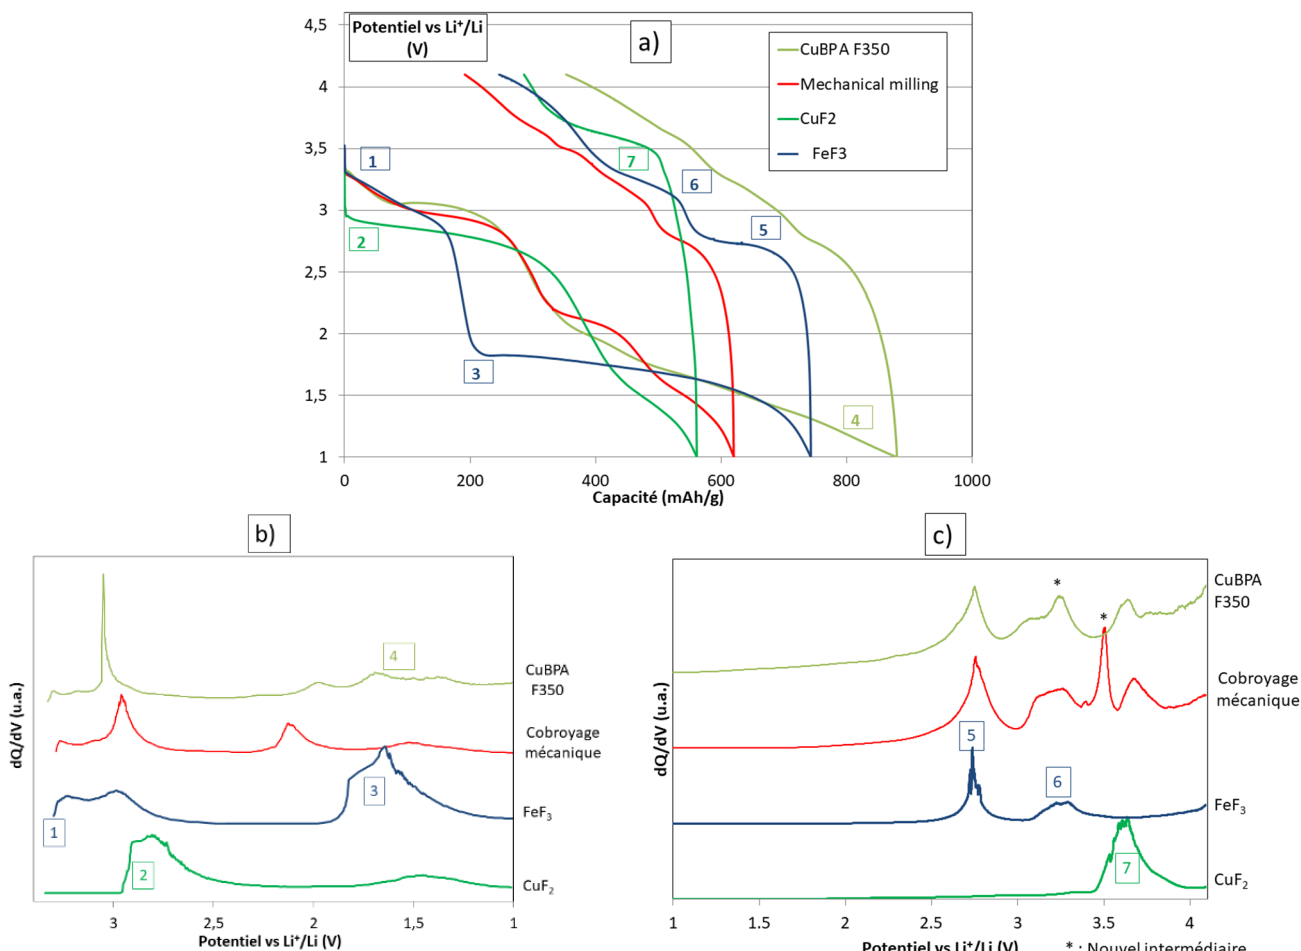 Potentiel vs Li⁺/Li
(V)
a)
CuBPA F350
Mechanical milling
CuF2
FeF3
4,5
4
3,5
3
2,5
2
1,5
1
1
2
3
4
5
6
7
0
200
400
600
800
1000
Capacité (mAh/g)
b)
dQ/dV (u.a.)
4
3
1
2
CuBPA
F350
Cobroyage
mécanique
FeF₃
CuF₂
3
2,5
2
1,5
1
Potentiel vs Li⁺/Li (V)
c)
dQ/dV (u.a.)
*
*
5
6
7
CuBPA
F350
Cobroyage
mécanique
FeF₃
CuF₂
1
1.5
2
2.5
3
3.5
4
Potentiel vs Li⁺/Li (V)
* : Nouvel intermédiaire